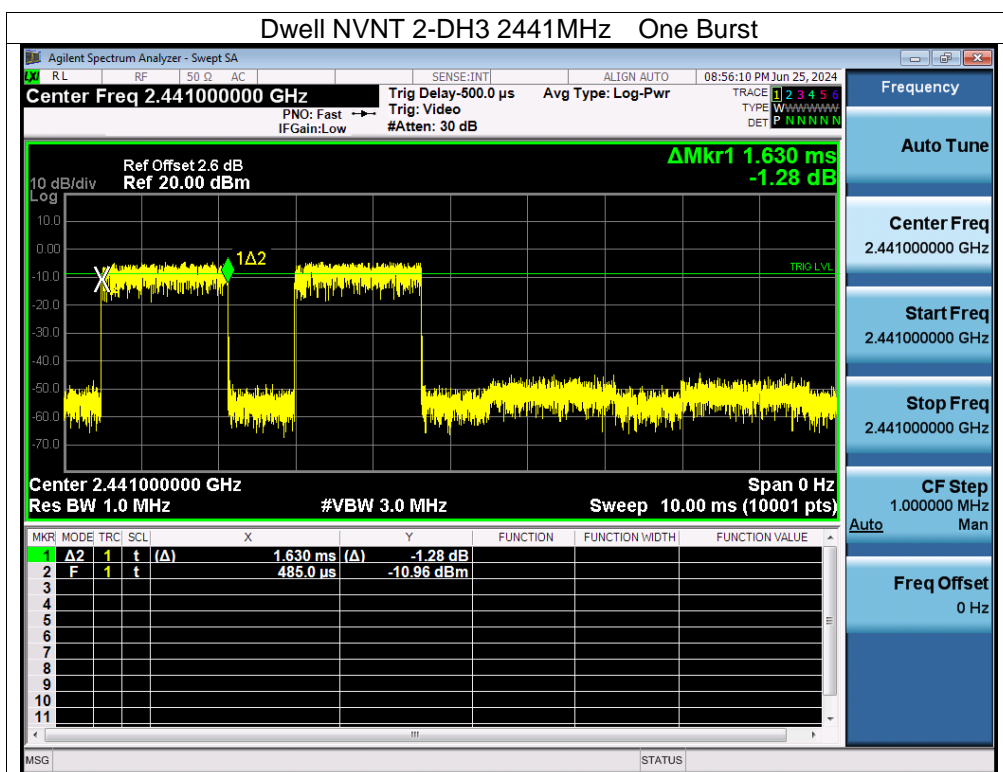 Dwell NVNT 2-DH3 2441MHz One Burst
Agilent Spectrum Analyzer - Swept SA
LXI RL RF 50 Ω AC SENSE:INT ALIGN AUTO 08:56:10 PM Jun 25, 2024
Center Freq 2.441000000 GHz Trig Delay-500.0 µs Avg Type: Log-Pwr TRACE 1 2 3 4 5 6
PNO: Fast Trig: Video TYPE WWWWWW
IFGain:Low #Atten: 30 dB DET P N N N N N
Frequency
Auto Tune
Center Freq
2.441000000 GHz
Start Freq
2.441000000 GHz
Stop Freq
2.441000000 GHz
CF Step
1.000000 MHz
Auto Man
Freq Offset
0 Hz
ΔMkr1 1.630 ms
-1.28 dB
Ref Offset 2.6 dB
10 dB/div Ref 20.00 dBm
Log
10.0
0.00
-10.0
-20.0
-30.0
-40.0
-50.0
-60.0
-70.0
1Δ2
TRIG LVL
Center 2.441000000 GHz Span 0 Hz
Res BW 1.0 MHz #VBW 3.0 MHz Sweep 10.00 ms (10001 pts)
MKR MODE TRC SCL X Y FUNCTION FUNCTION WIDTH FUNCTION VALUE
1 Δ2 1 t (Δ) 1.630 ms (Δ) -1.28 dB
2 F 1 t 485.0 µs -10.96 dBm
3
4
5
6
7
8
9
10
11
MSG STATUS